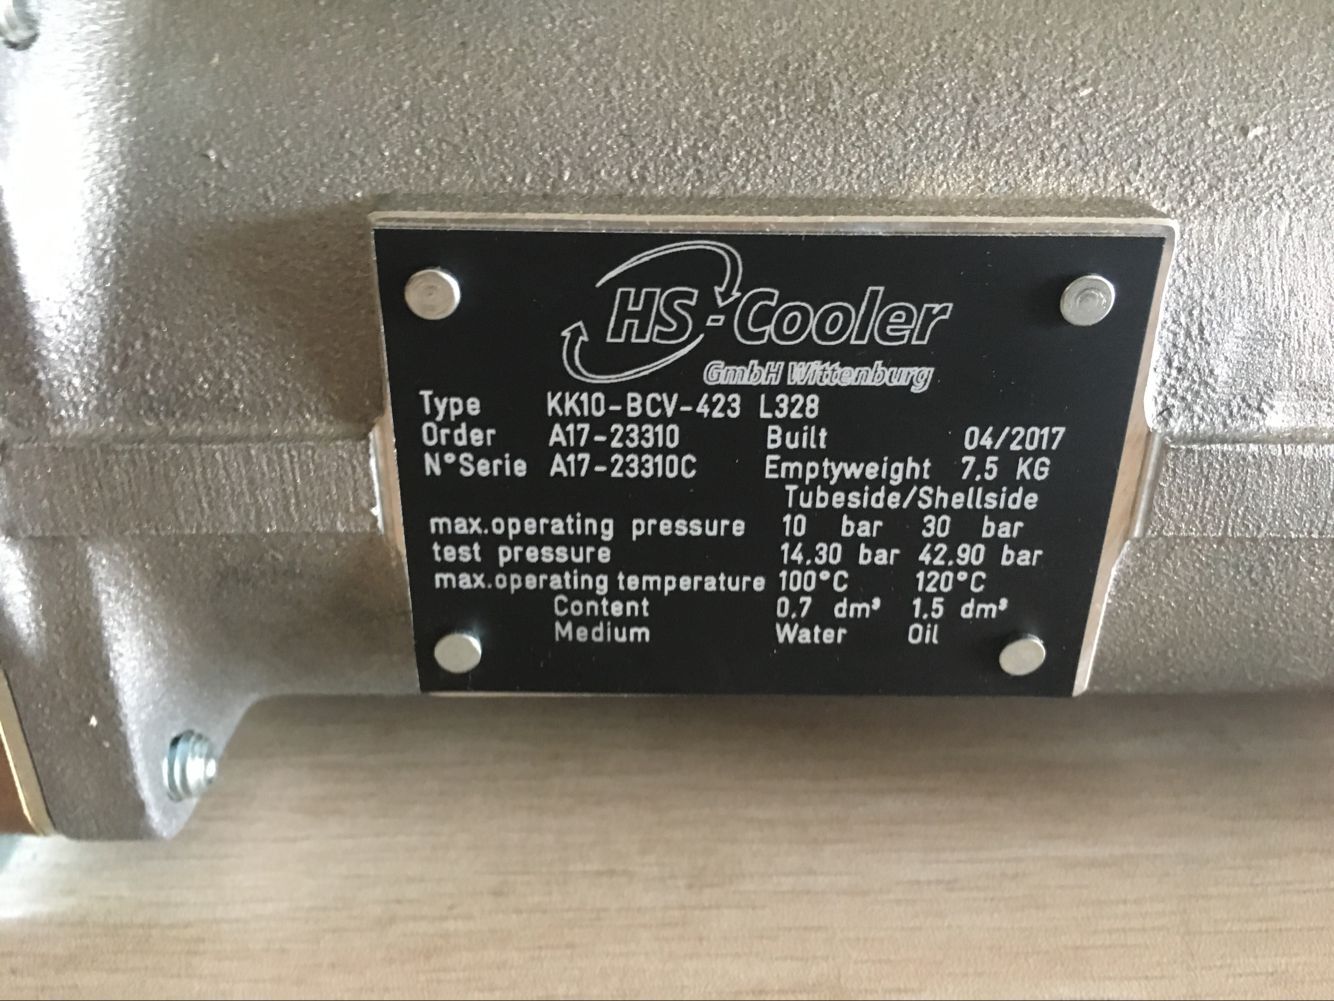 HS-Cooler
GmbH Wittenburg
Type KK10-BCV-423 L328
Order A17-23310 Built 04/2017
N°Serie A17-23310C Emptyweight 7,5 KG
Tubeside/Shellside
max.operating pressure 10 bar 30 bar
test pressure 14.30 bar 42.90 bar
max.operating temperature 100°C 120°C
Content 0.7 dm³ 1.5 dm³
Medium Water Oil